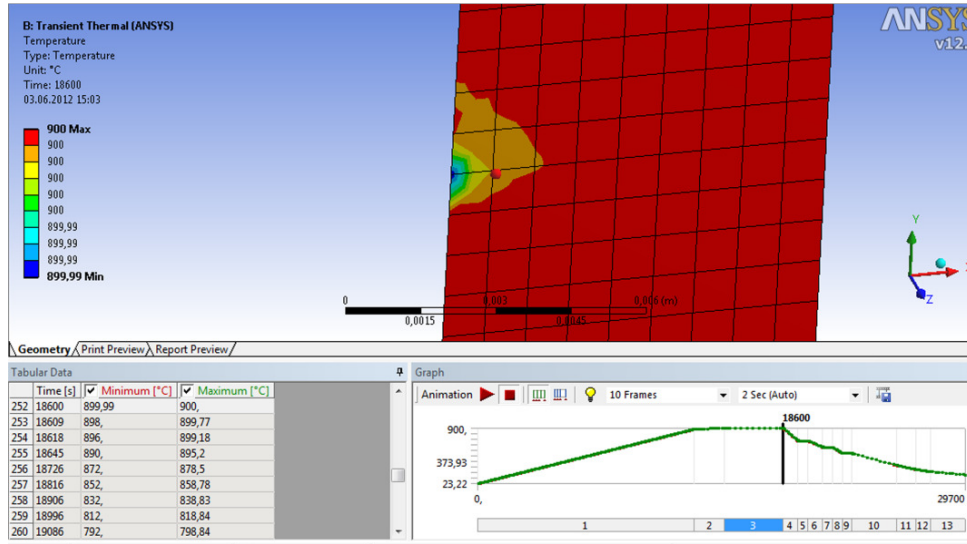 B: Transient Thermal (ANSYS)
Temperature
Type: Temperature
Unit: °C
Time: 18600
03.06.2012 15:03
900 Max
900
900
900
900
900
899,99
899,99
899,99
899,99 Min
ANSYS
v12.
0 0,003 0,006 (m)
0,0015 0,0045
Y
Z
Geometry Print Preview Report Preview
Tabular Data
Time [s] Minimum [°C] Maximum [°C]
252 18600 899,99 900,
253 18609 898, 899,77
254 18618 896, 899,18
255 18645 890, 895,2
256 18726 872, 878,5
257 18816 852, 858,78
258 18906 832, 838,83
259 18996 812, 818,84
260 19086 792, 798,84
Graph
Animation 10 Frames 2 Sec (Auto)
18600
900,
373,93
23,22
0, 29700
1 2 3 4 5 6 7 8 9 10 11 12 13